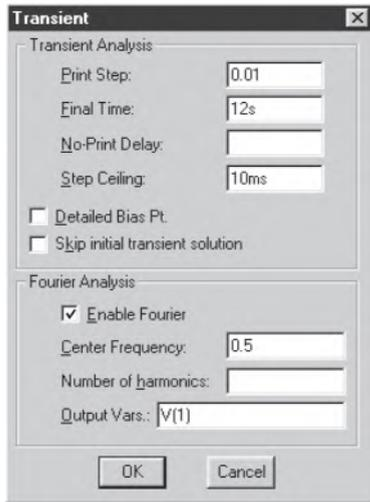 Transient
Transient Analysis
Print Step: 0.01
Final Time: 12s
No-Print Delay:
Step Ceiling: 10ms
Detailed Bias Pt.
Skip initial transient solution
Fourier Analysis
Enable Fourier
Center Frequency: 0.5
Number of harmonics:
Output Vars.: V(1)
OK Cancel